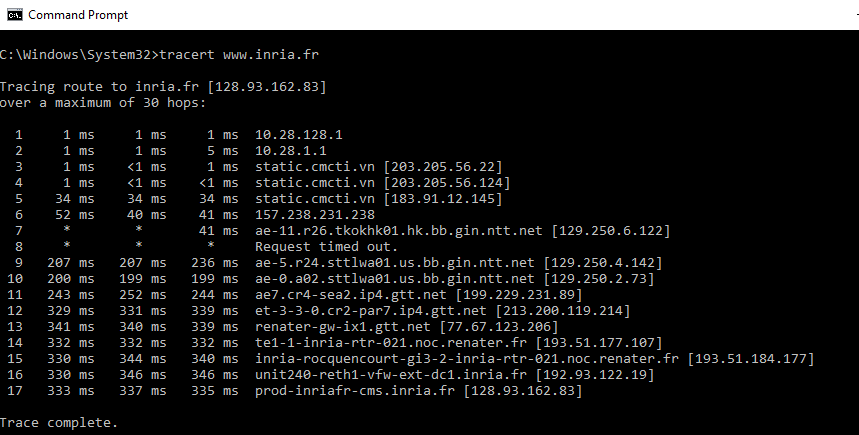 Command Prompt
C:\Windows\System32>tracert www.inria.fr
Tracing route to inria.fr [128.93.162.83]
over a maximum of 30 hops:
1 1 ms 1 ms 1 ms 10.28.128.1
2 1 ms 1 ms 5 ms 10.28.1.1
3 1 ms <1 ms 1 ms static.cmcti.vn [203.205.56.22]
4 1 ms <1 ms <1 ms static.cmcti.vn [203.205.56.124]
5 34 ms 34 ms 34 ms static.cmcti.vn [183.91.12.145]
6 52 ms 40 ms 41 ms 157.238.231.238
7 * * 41 ms ae-11.r26.tkokhk01.hk.bb.gin.ntt.net [129.250.6.122]
8 * * * Request timed out.
9 207 ms 207 ms 236 ms ae-5.r24.sttlwa01.us.bb.gin.ntt.net [129.250.4.142]
10 200 ms 199 ms 199 ms ae-0.a02.sttlwa01.us.bb.gin.ntt.net [129.250.2.73]
11 243 ms 252 ms 244 ms ae7.cr4-sea2.ip4.gtt.net [199.229.231.89]
12 329 ms 331 ms 339 ms et-3-3-0.cr2-par7.ip4.gtt.net [213.200.119.214]
13 341 ms 340 ms 339 ms renater-gw-ix1.gtt.net [77.67.123.206]
14 332 ms 332 ms 332 ms te1-1-inria-rtr-021.noc.renater.fr [193.51.177.107]
15 330 ms 344 ms 340 ms inria-rocquencourt-gi3-2-inria-rtr-021.noc.renater.fr [193.51.184.177]
16 330 ms 346 ms 346 ms unit240-reth1-vfw-ext-dc1.inria.fr [192.93.122.19]
17 333 ms 337 ms 335 ms prod-inriafr-cms.inria.fr [128.93.162.83]
Trace complete.